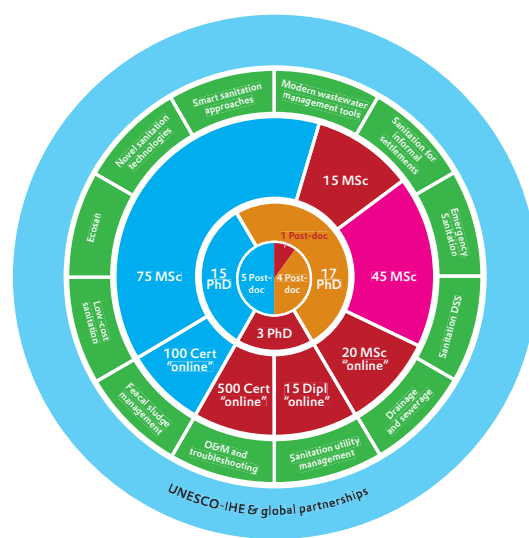 Smart sanitation
approaches
Modern wastewater
management tools
Sanitation for
informal
settlements
Emergency
Sanitation
Sanitation DSS
Drainage
and sewerage
Sanitation utility
management
O&M and
troubleshooting
Feacal sludge
management
Low-cost
sanitation
Ecosan
Novel sanitation
technologies
15 MSc
45 MSc
20 MSc
“online”
15 Dipl
“online”
500 Cert
“online”
100 Cert
“online”
75 MSc
15
PhD
17
PhD
3 PhD
1 Post-doc
5 Post-
doc
4 Post-
doc
UNESCO-IHE & global partnerships